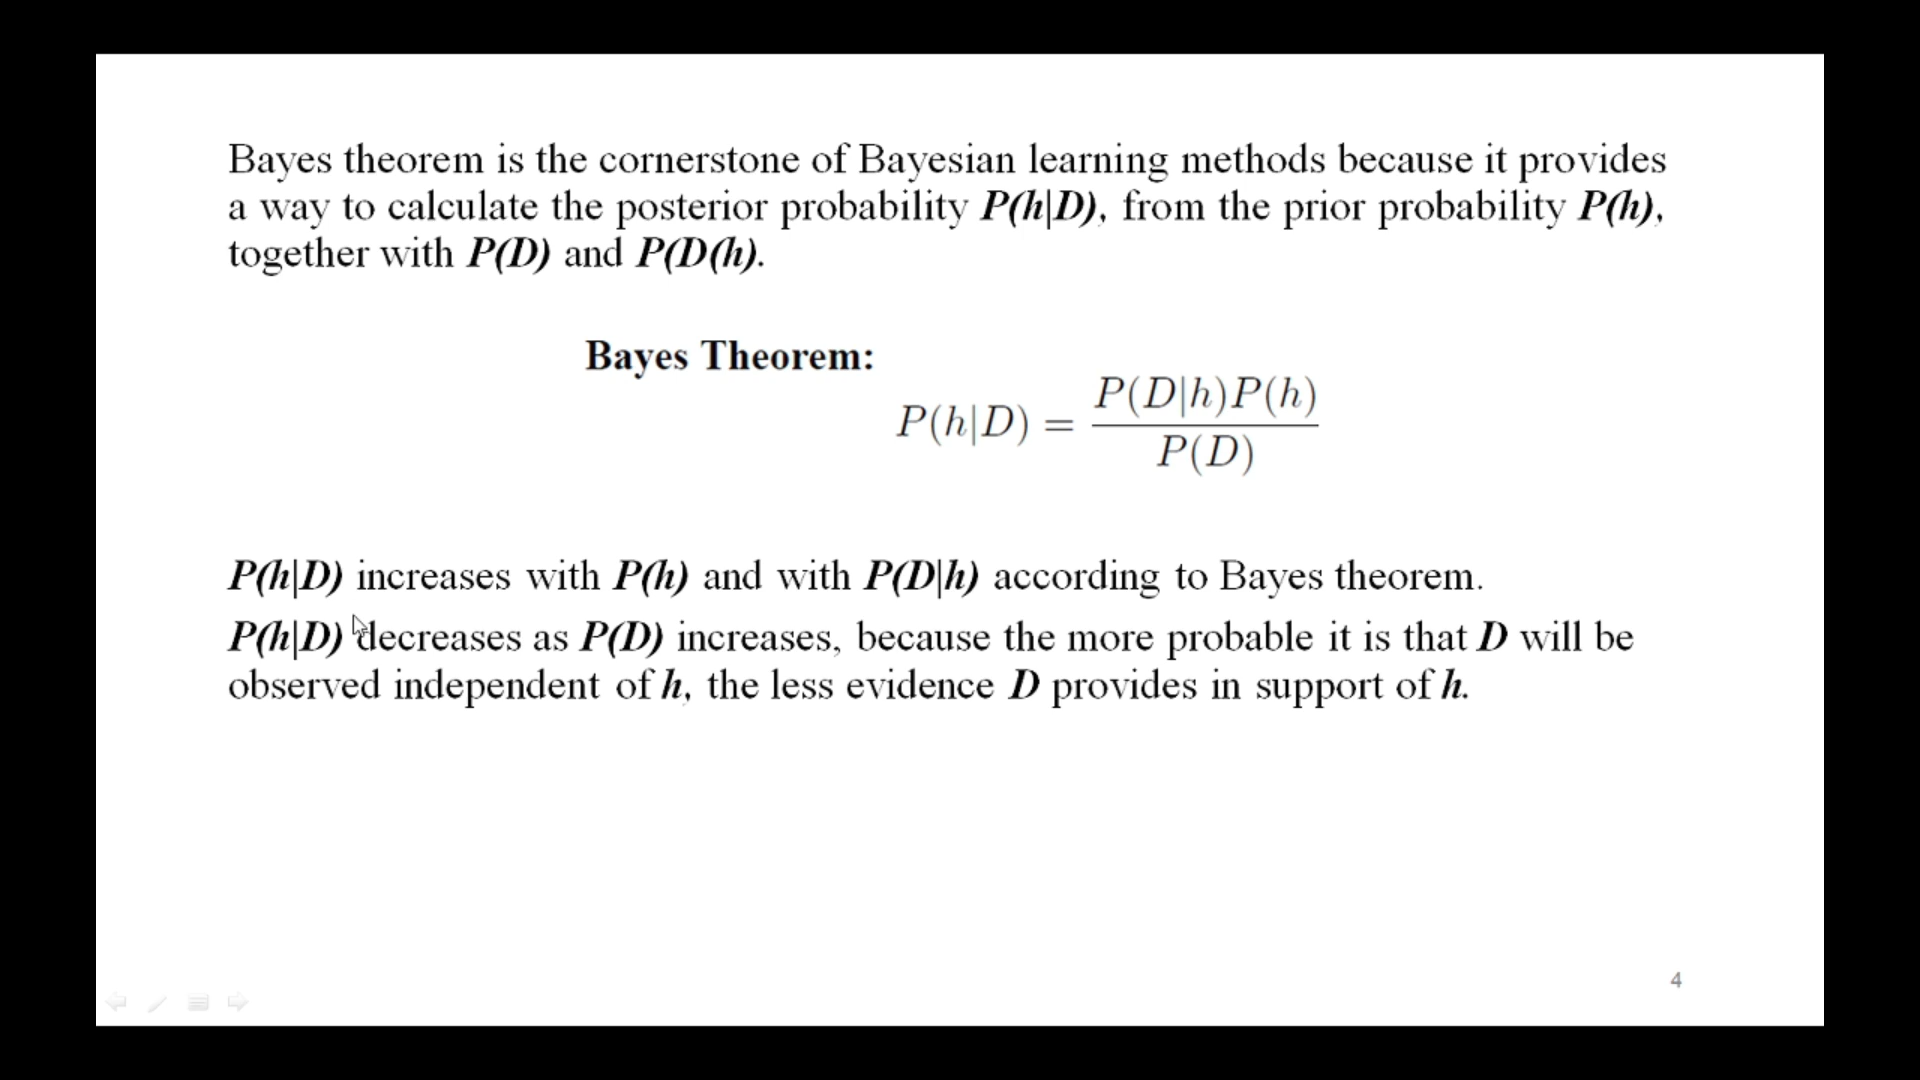 Bayes theorem is the cornerstone of Bayesian learning methods because it provides
a way to calculate the posterior probability P(h|D), from the prior probability P(h),
together with P(D) and P(D(h).
Bayes Theorem:
P(h|D) = P(D|h)P(h) / P(D)
P(h|D) increases with P(h) and with P(D|h) according to Bayes theorem.
P(h|D) decreases as P(D) increases, because the more probable it is that D will be
observed independent of h, the less evidence D provides in support of h.
4